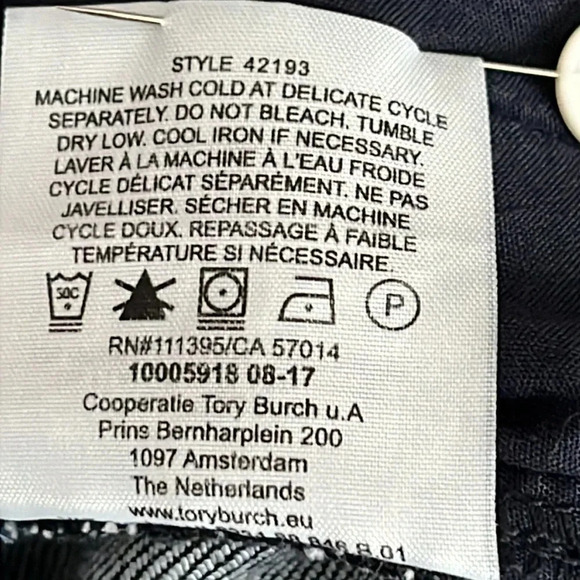 STYLE 42193
MACHINE WASH COLD AT DELICATE CYCLE
SEPARATELY. DO NOT BLEACH. TUMBLE
DRY LOW. COOL IRON IF NECESSARY.
LAVER À LA MACHINE À L'EAU FROIDE
CYCLE DÉLICAT SÉPARÉMENT. NE PAS
JAVELLISER. SÉCHER EN MACHINE
CYCLE DOUX. REPASSAGE À FAIBLE
TEMPÉRATURE SI NÉCESSAIRE.
30C P
RN#111395/CA 57014
10005918 08-17
Cooperatie Tory Burch u.A
Prins Bernharplein 200
1097 Amsterdam
The Netherlands
www.toryburch.eu